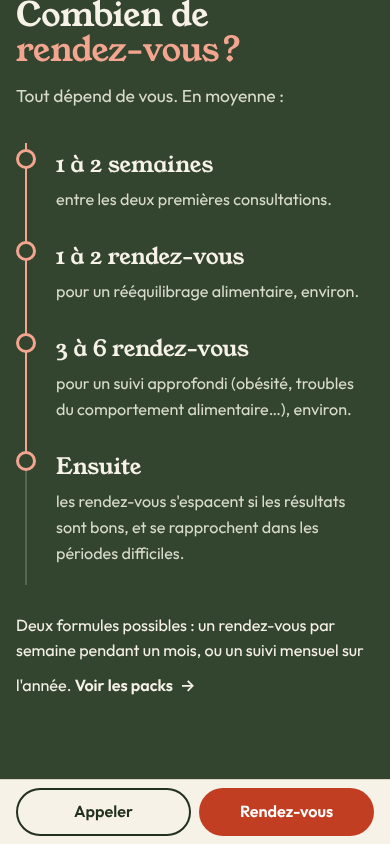 Combien de
rendez-vous ?
Tout dépend de vous. En moyenne :
1 à 2 semaines
entre les deux premières consultations.
1 à 2 rendez-vous
pour un rééquilibrage alimentaire, environ.
3 à 6 rendez-vous
pour un suivi approfondi (obésité, troubles
du comportement alimentaire…), environ.
Ensuite
les rendez-vous s'espacent si les résultats
sont bons, et se rapprochent dans les
périodes difficiles.
Deux formules possibles : un rendez-vous par
semaine pendant un mois, ou un suivi mensuel sur
l'année. Voir les packs →
Appeler
Rendez-vous